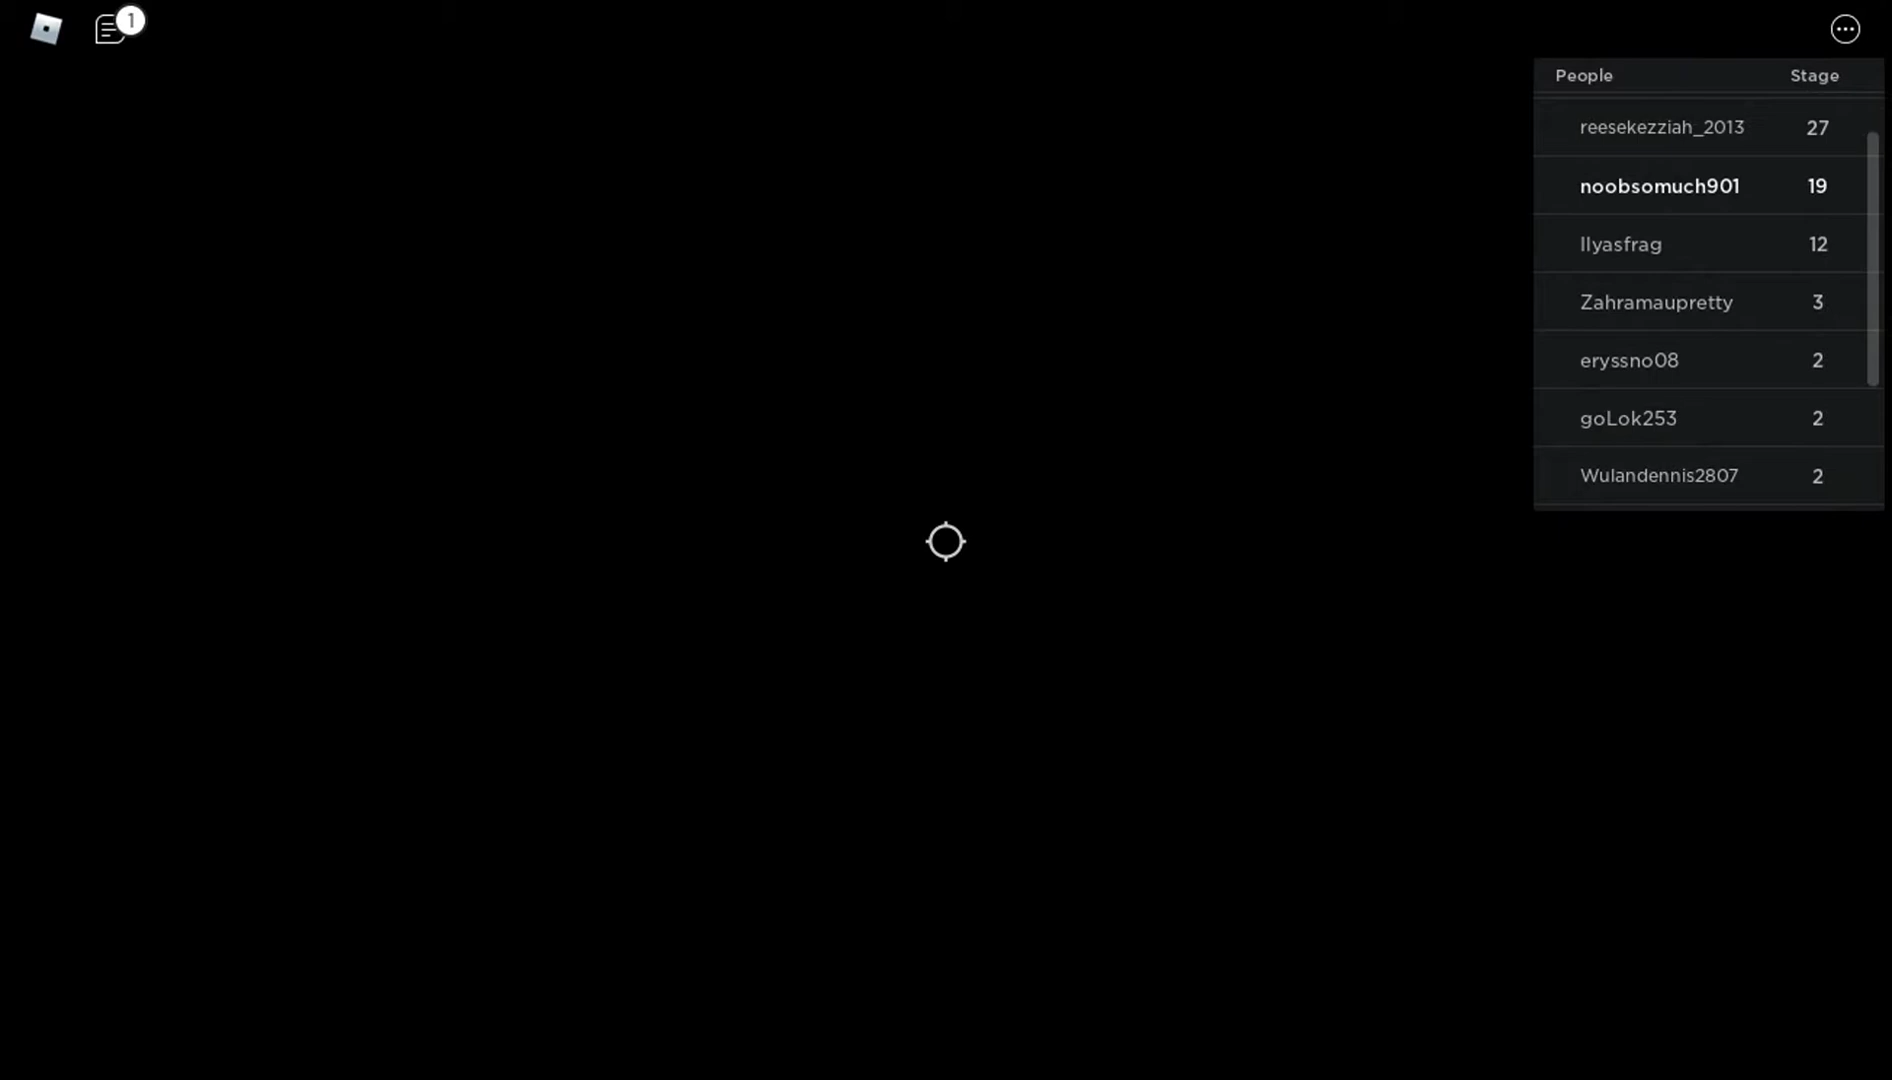 1
People Stage
reesekezziah_2013 27
noobsomuch901 19
Ilyasfrag 12
Zahramaupretty 3
eryssno08 2
goLok253 2
Wulandennis2807 2